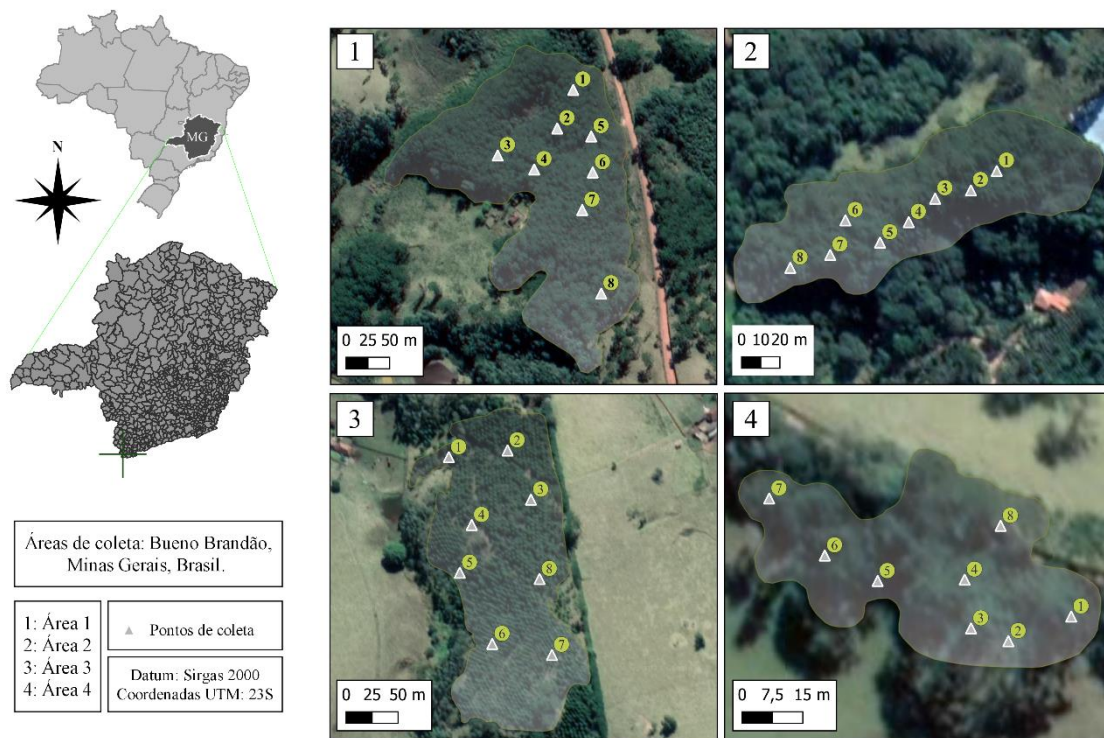 MG
N
Áreas de coleta: Bueno Brandão,
Minas Gerais, Brasil.
1: Área 1
2: Área 2
3: Área 3
4: Área 4
Pontos de coleta
Datum: Sirgas 2000
Coordenadas UTM: 23S
1
1
2
5
3
4
6
7
8
0 25 50 m
2
1
2
3
6
4
5
7
8
0 1020 m
3
1
2
3
4
5
8
6
7
0 25 50 m
4
7
8
6
5
4
1
3
2
0 7,5 15 m